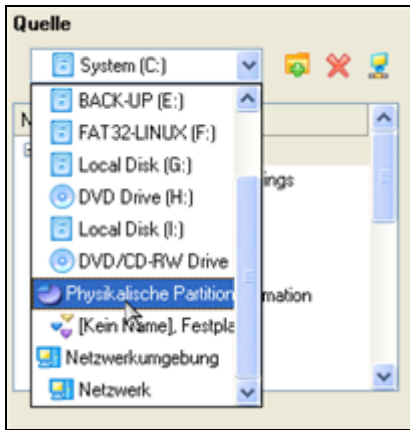 Quelle
System (C:)
N
BACK-UP (E:)
FAT32-LINUX (F:)
Local Disk (G:)
ings
DVD Drive (H:)
Local Disk (I:)
DVD/CD-RW Drive
Physikalische Partition
mation
[Kein Name], Festpla
Netzwerkumgebung
Netzwerk